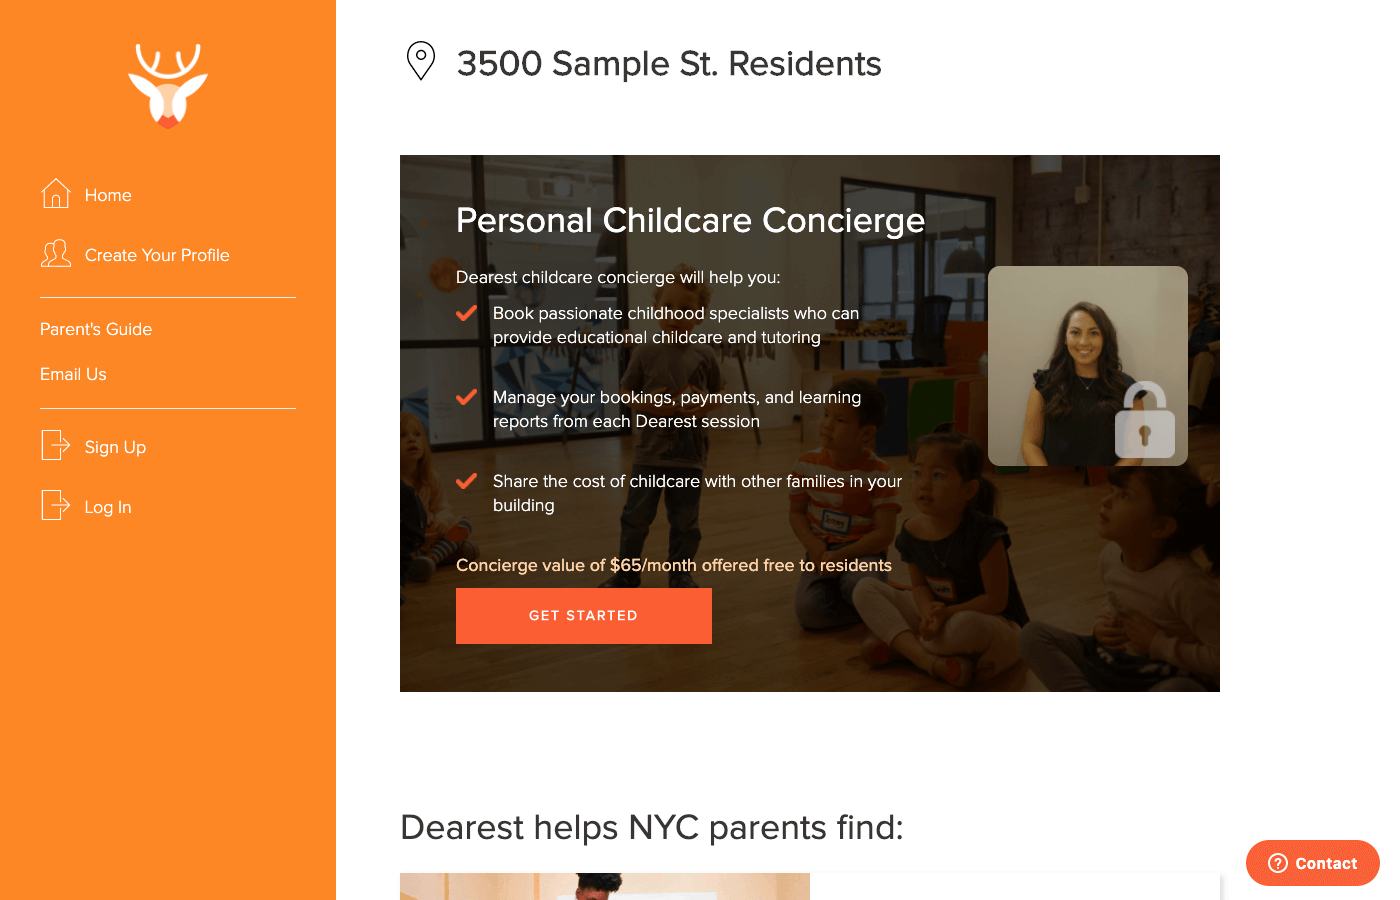 3500 Sample St. Residents
Home
Create Your Profile
Parent's Guide
Email Us
Sign Up
Log In
Personal Childcare Concierge
Dearest childcare concierge will help you:
Book passionate childhood specialists who can
provide educational childcare and tutoring
Manage your bookings, payments, and learning
reports from each Dearest session
Share the cost of childcare with other families in your
building
Concierge value of $65/month offered free to residents
GET STARTED
Dearest helps NYC parents find:
Contact